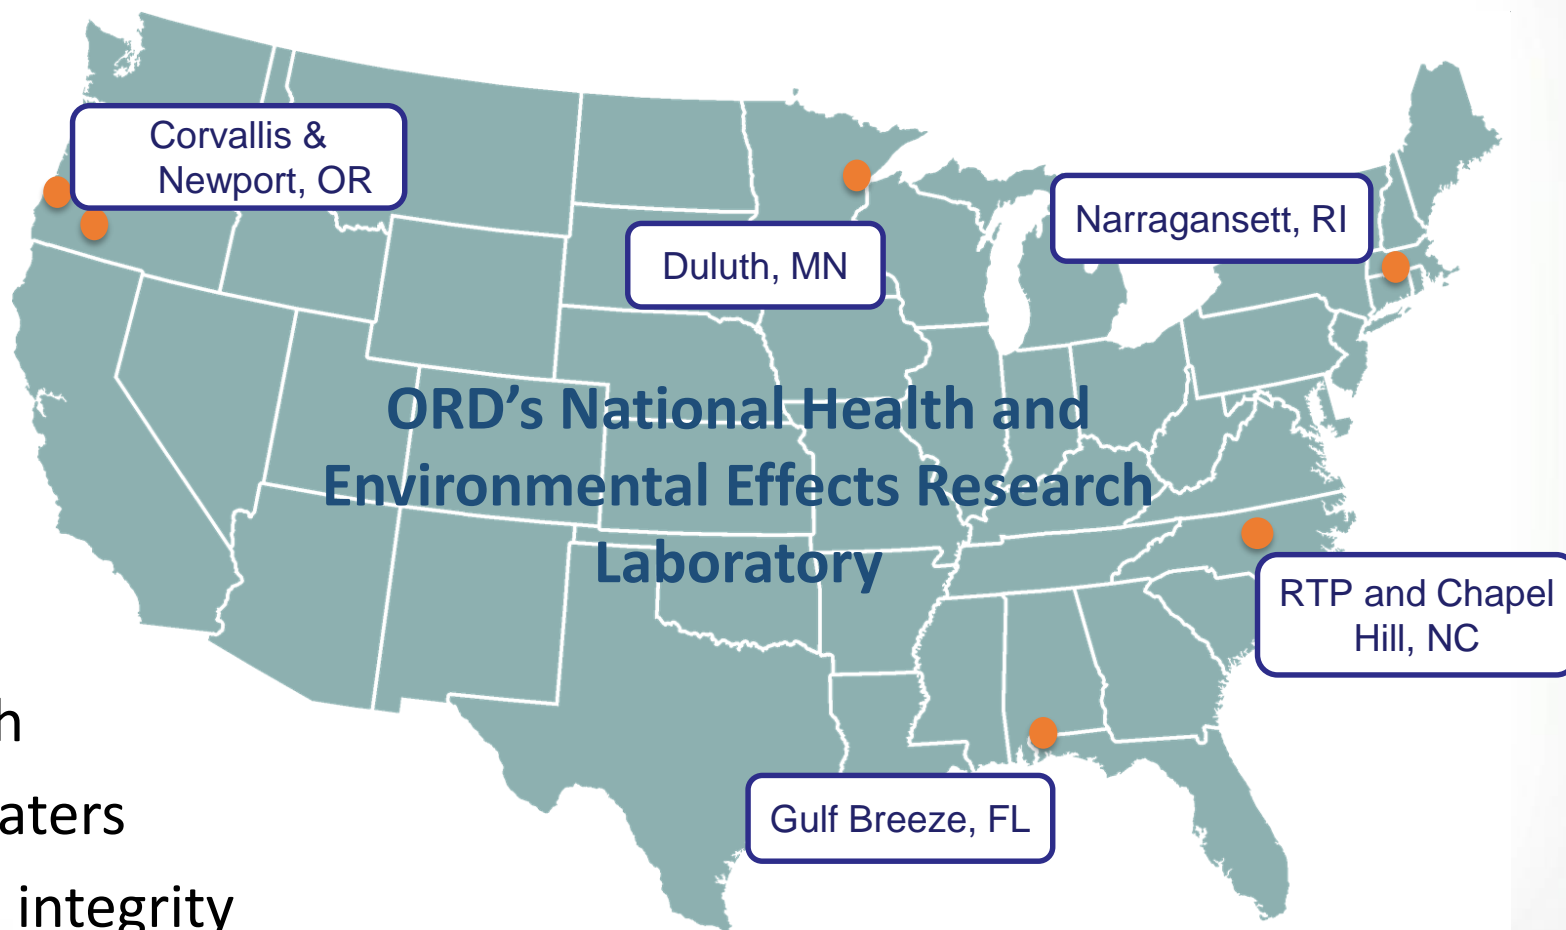 Corvallis &
Newport, OR
Duluth, MN
Narragansett, RI
ORD’s National Health and
Environmental Effects Research
Laboratory
RTP and Chapel
Hill, NC
Gulf Breeze, FL
integrity